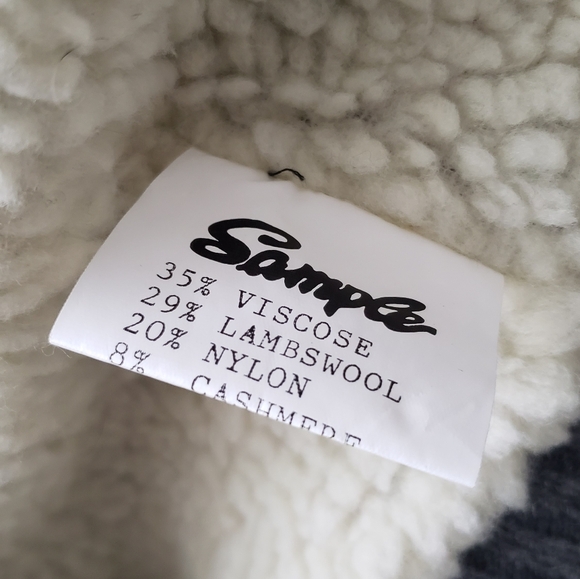 Sample
35% VISCOSE
29% LAMBSWOOL
20% NYLON
8% CASHMERE